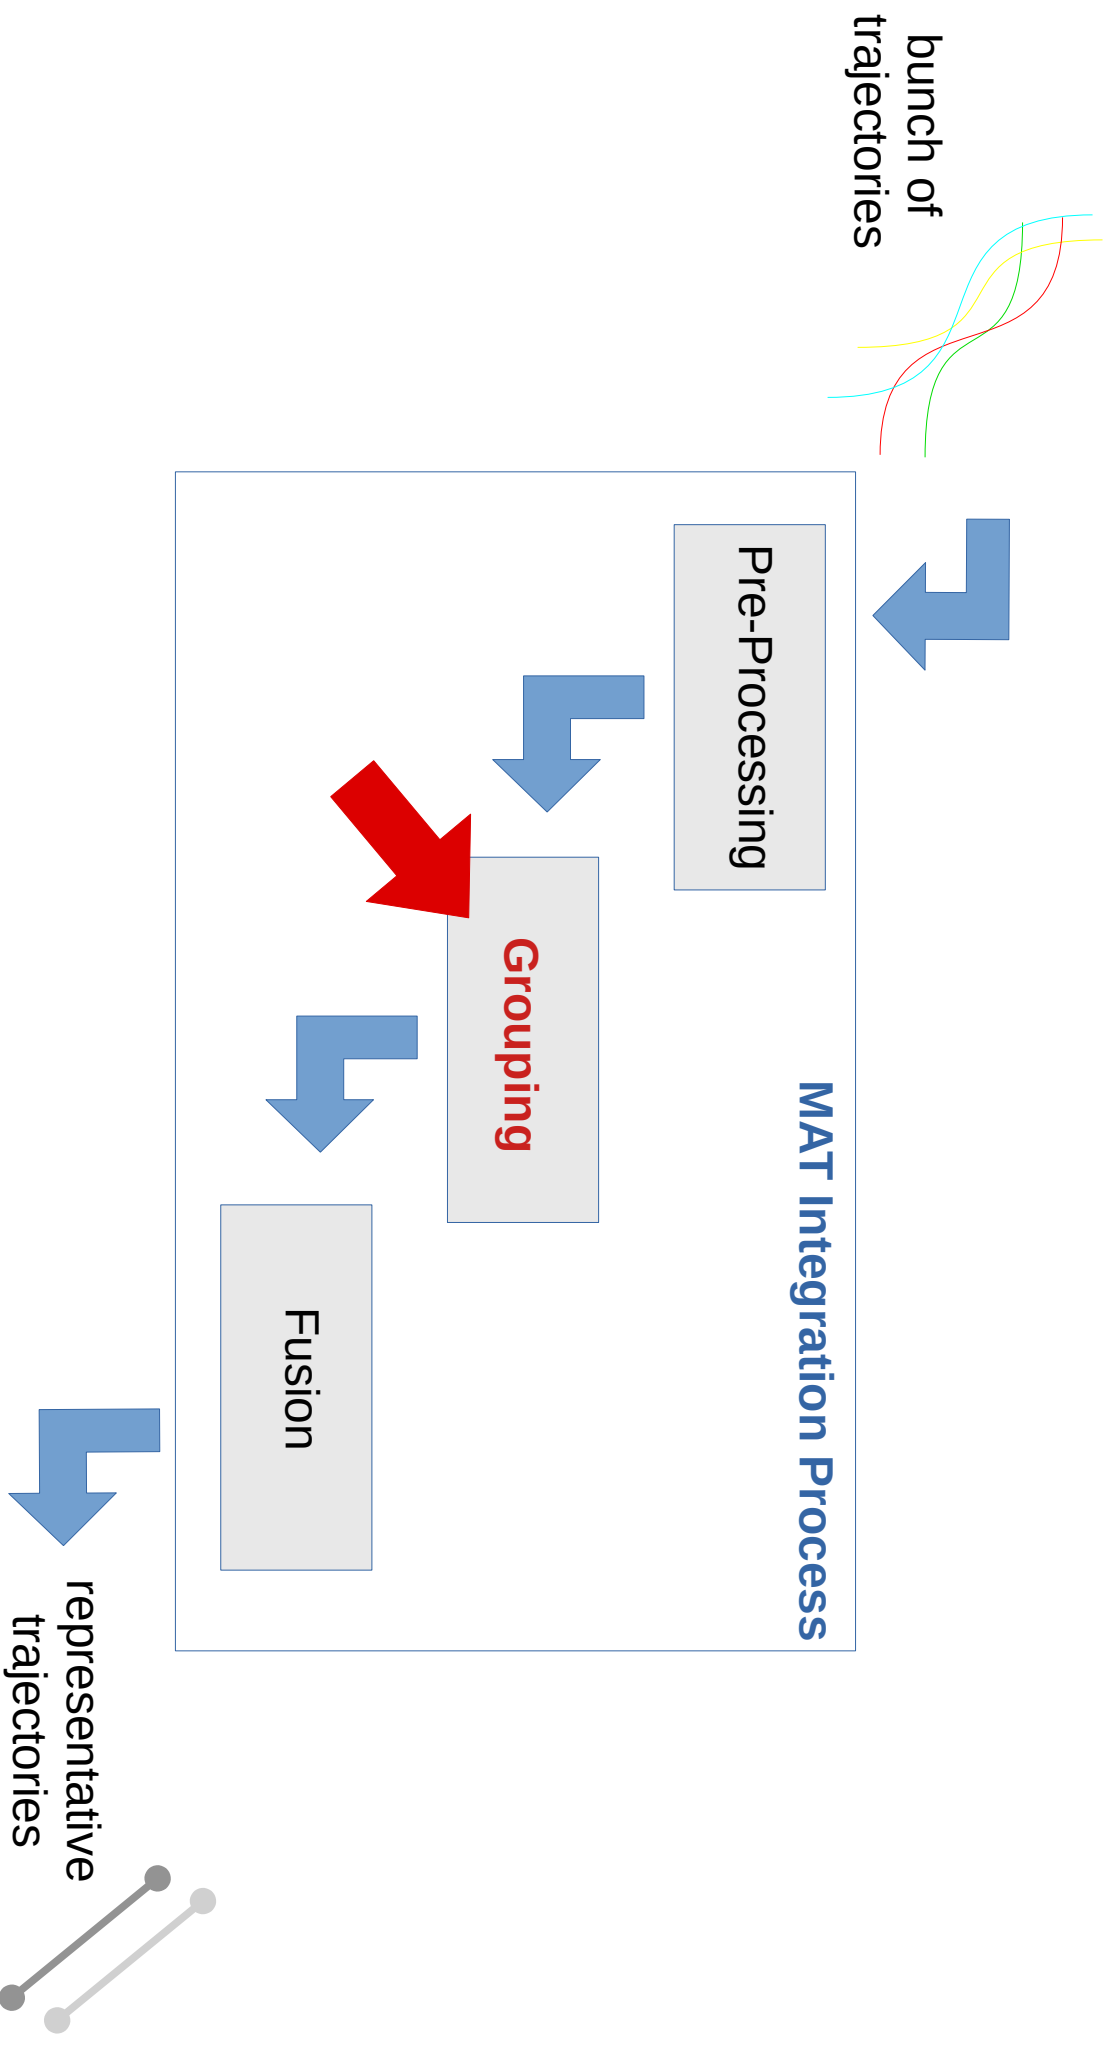 bunch of
trajectories
MAT Integration Process
Pre-Processing
Grouping
Fusion
representative
trajectories